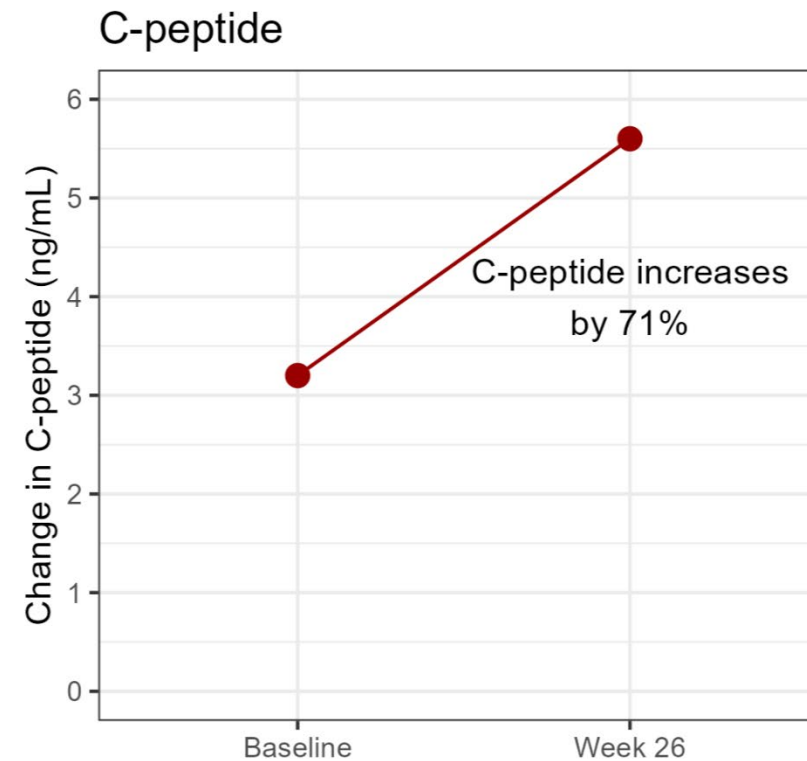 C-peptide
Change in C-peptide (ng/mL)
6
5
4
3
2
1
0
C-peptide increases
by 71%
Baseline
Week 26